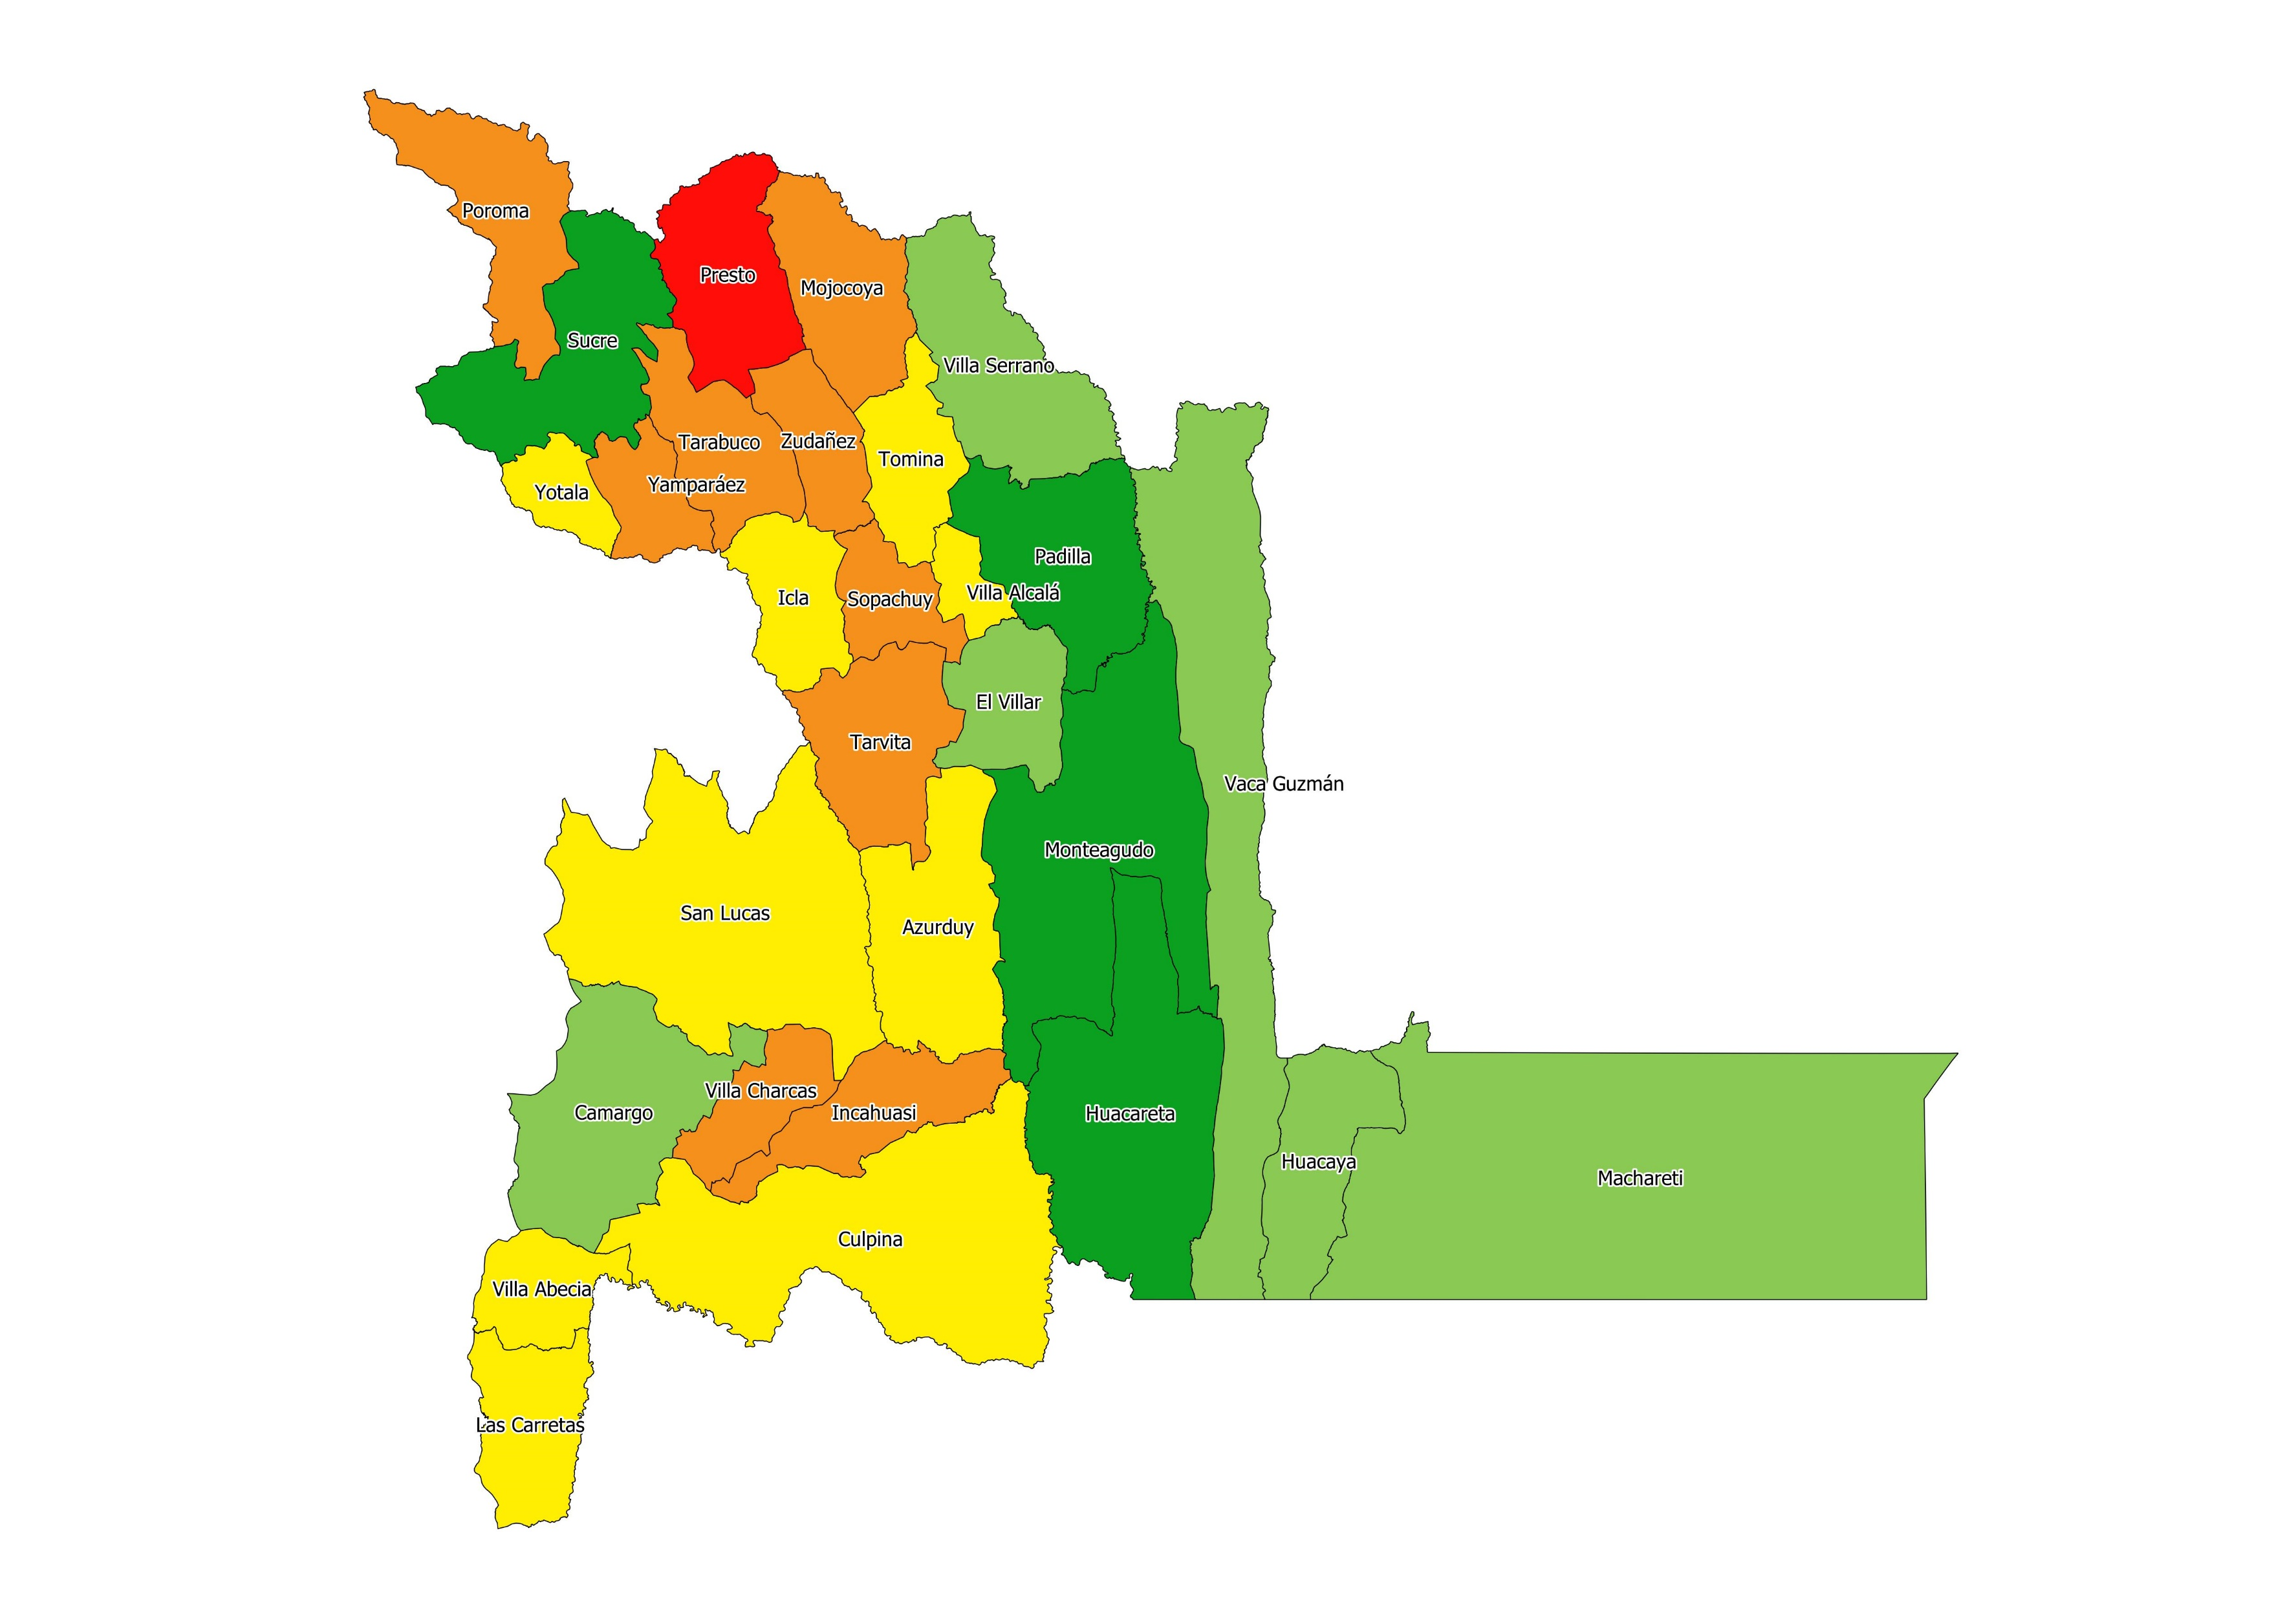 Poroma
Presto
Mojocoya
Sucre
Villa Serrano
Tarabuco
Zudañez
Tomina
Yamparáez
Yotala
Padilla
Villa Alcalá
Icla
Sopachuy
El Villar
Tarvita
Vaca Guzmán
Monteagudo
San Lucas
Azurduy
Villa Charcas
Camargo
Incahuasi
Huacareta
Huacaya
Machareti
Culpina
Villa Abecia
Las Carretas